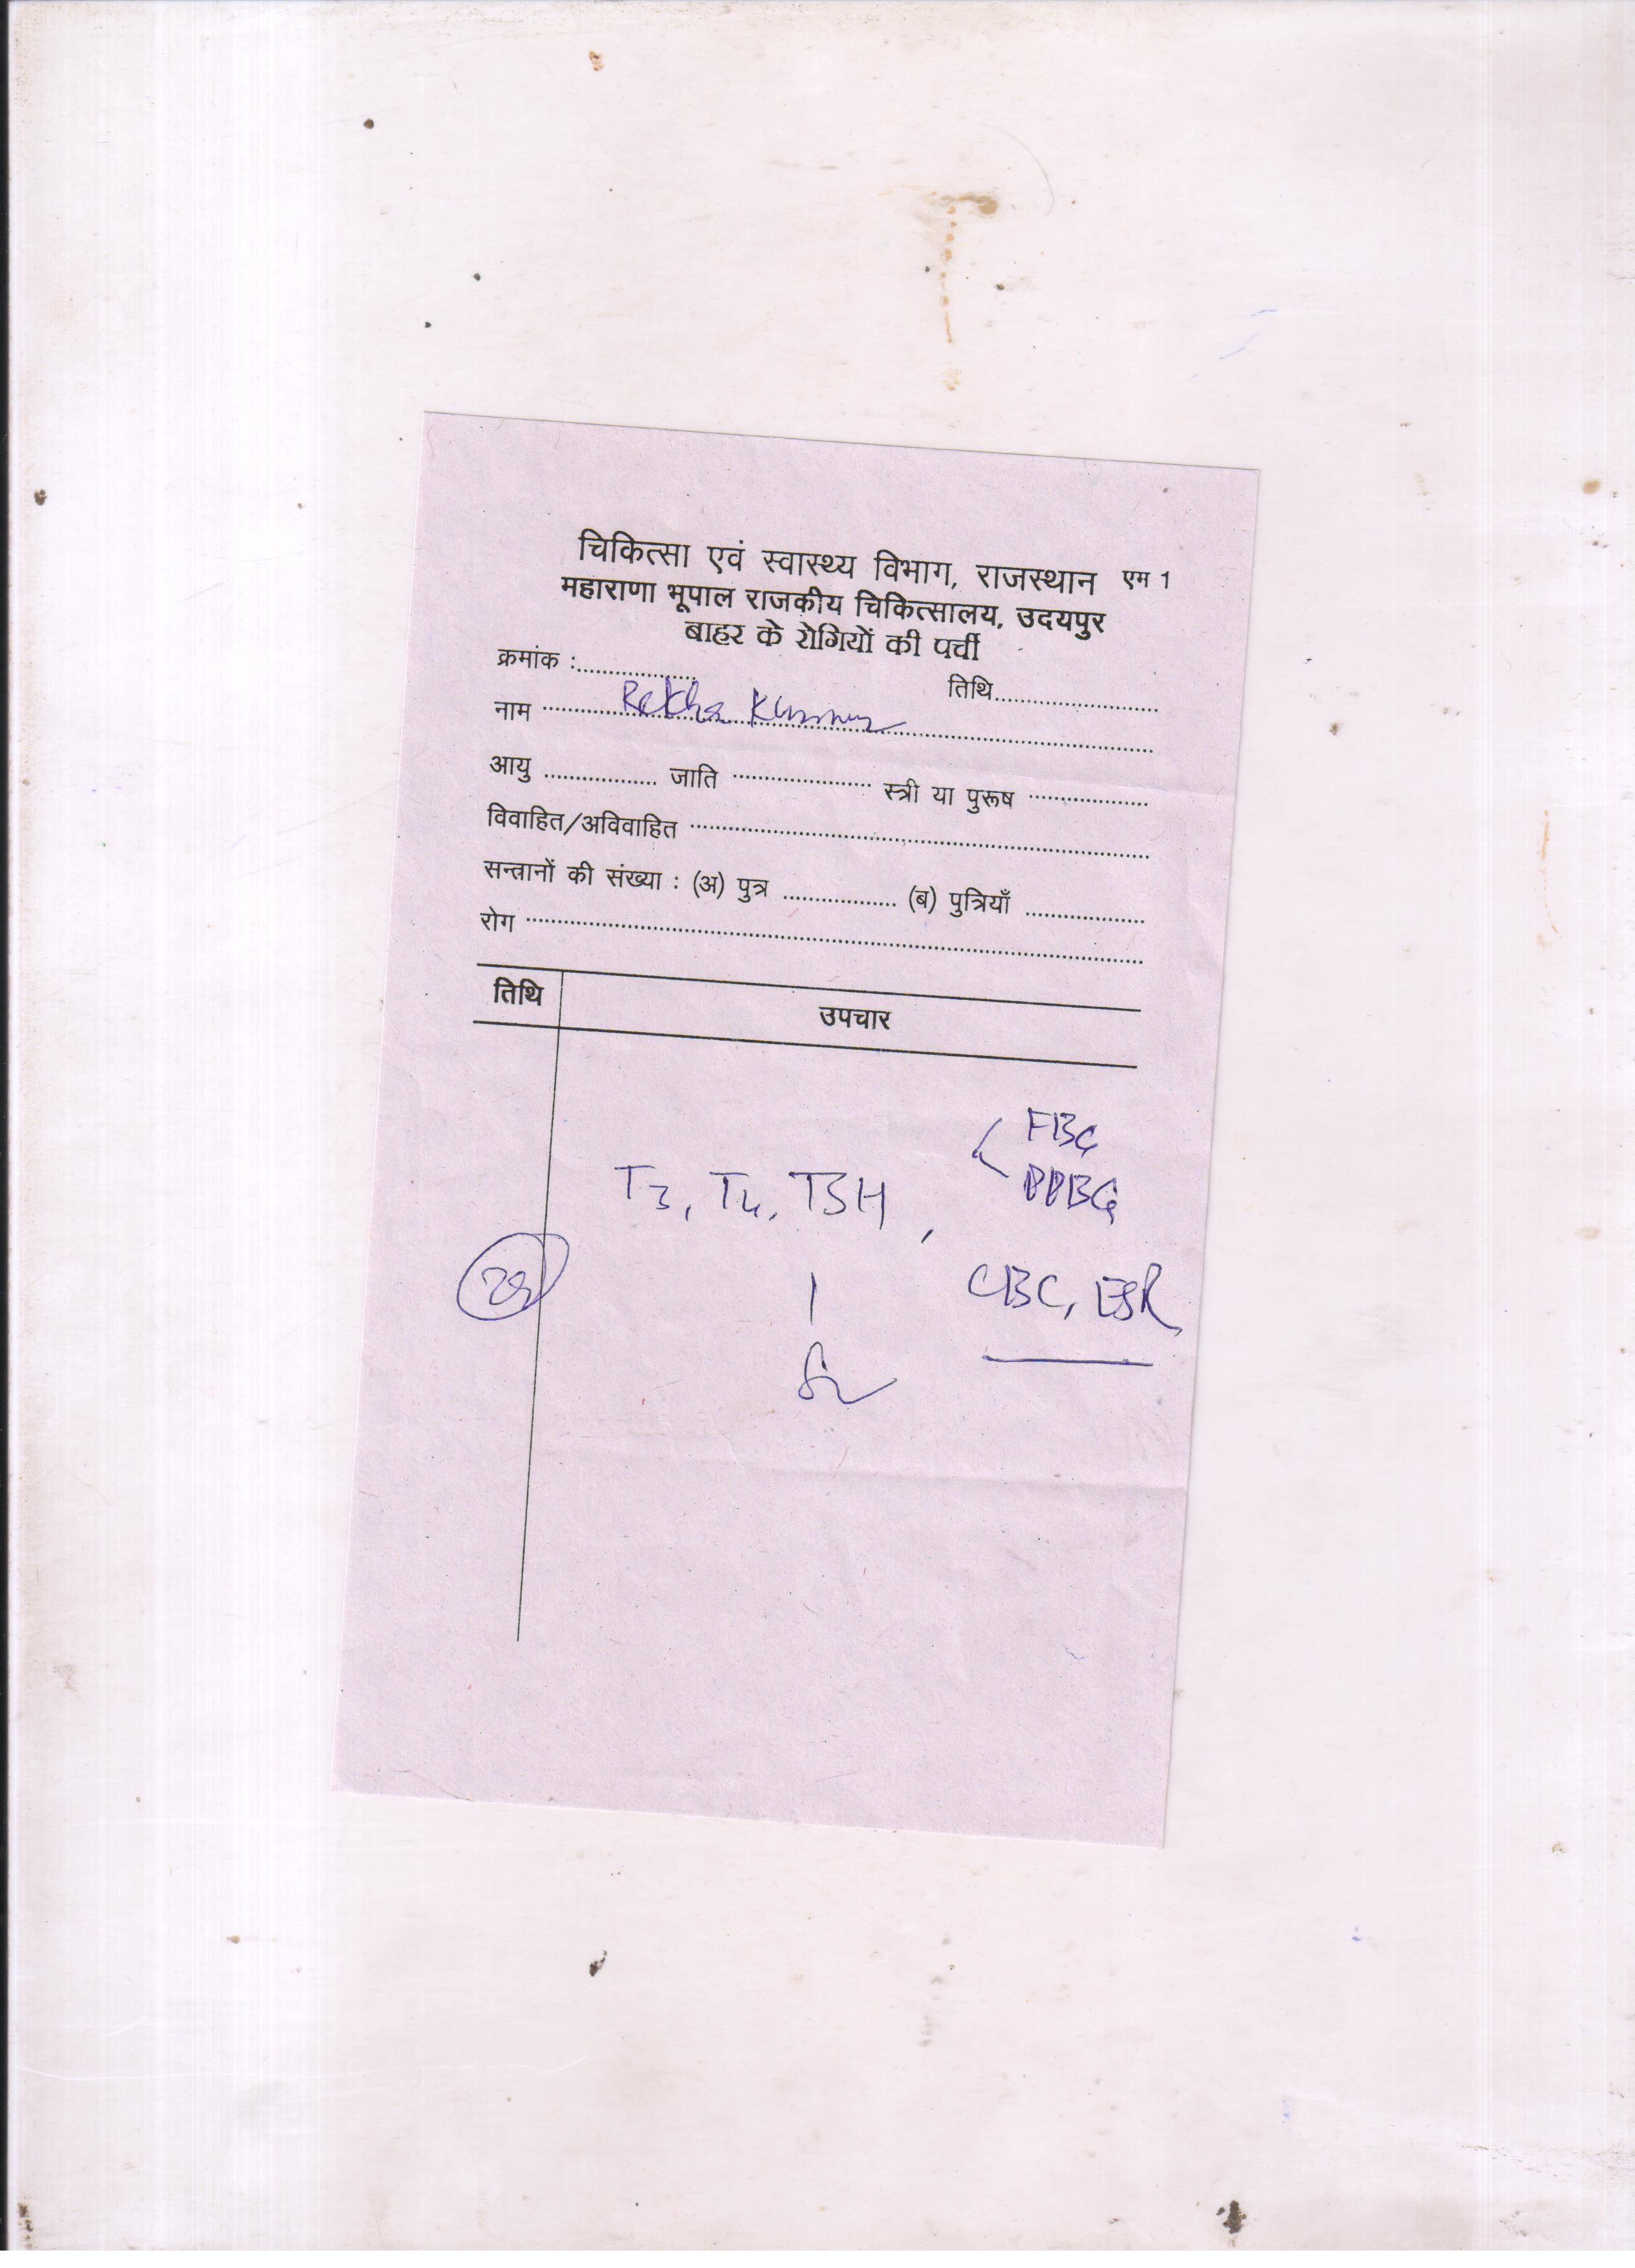 चिकित्सा एवं स्वास्थ्य विभाग, राजस्थान एम 1
महाराणा भूपाल राजकीय चिकित्सालय, उदयपुर
बाहर के रोगियों की पर्ची
क्रमांक :.................... तिथि............................
नाम ............ Rekha ............
आयु .................. जाति ...................... स्त्री या पुरूष ...................
विवाहित/अविवाहित ..........................................................................
सन्तानों की संख्या : (अ) पुत्र .................. (ब) पुत्रियाँ ...................
रोग ....................................................................................................
तिथि उपचार
FBG
T3, T4, TSH, PPBG
CBC, ESR